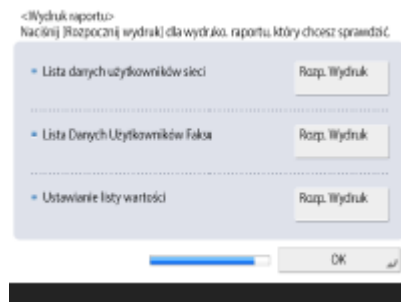 <Wydruk raportu>
Naciśnij [Rozpocznij wydruk] dla wydruko. raportu, który chcesz sprawdzić.
Lista danych użytkowników sieci
Rozp. Wydruk
Lista Danych Użytkowników Faksu
Rozp. Wydruk
Ustawianie listy wartości
Rozp. Wydruk
OK